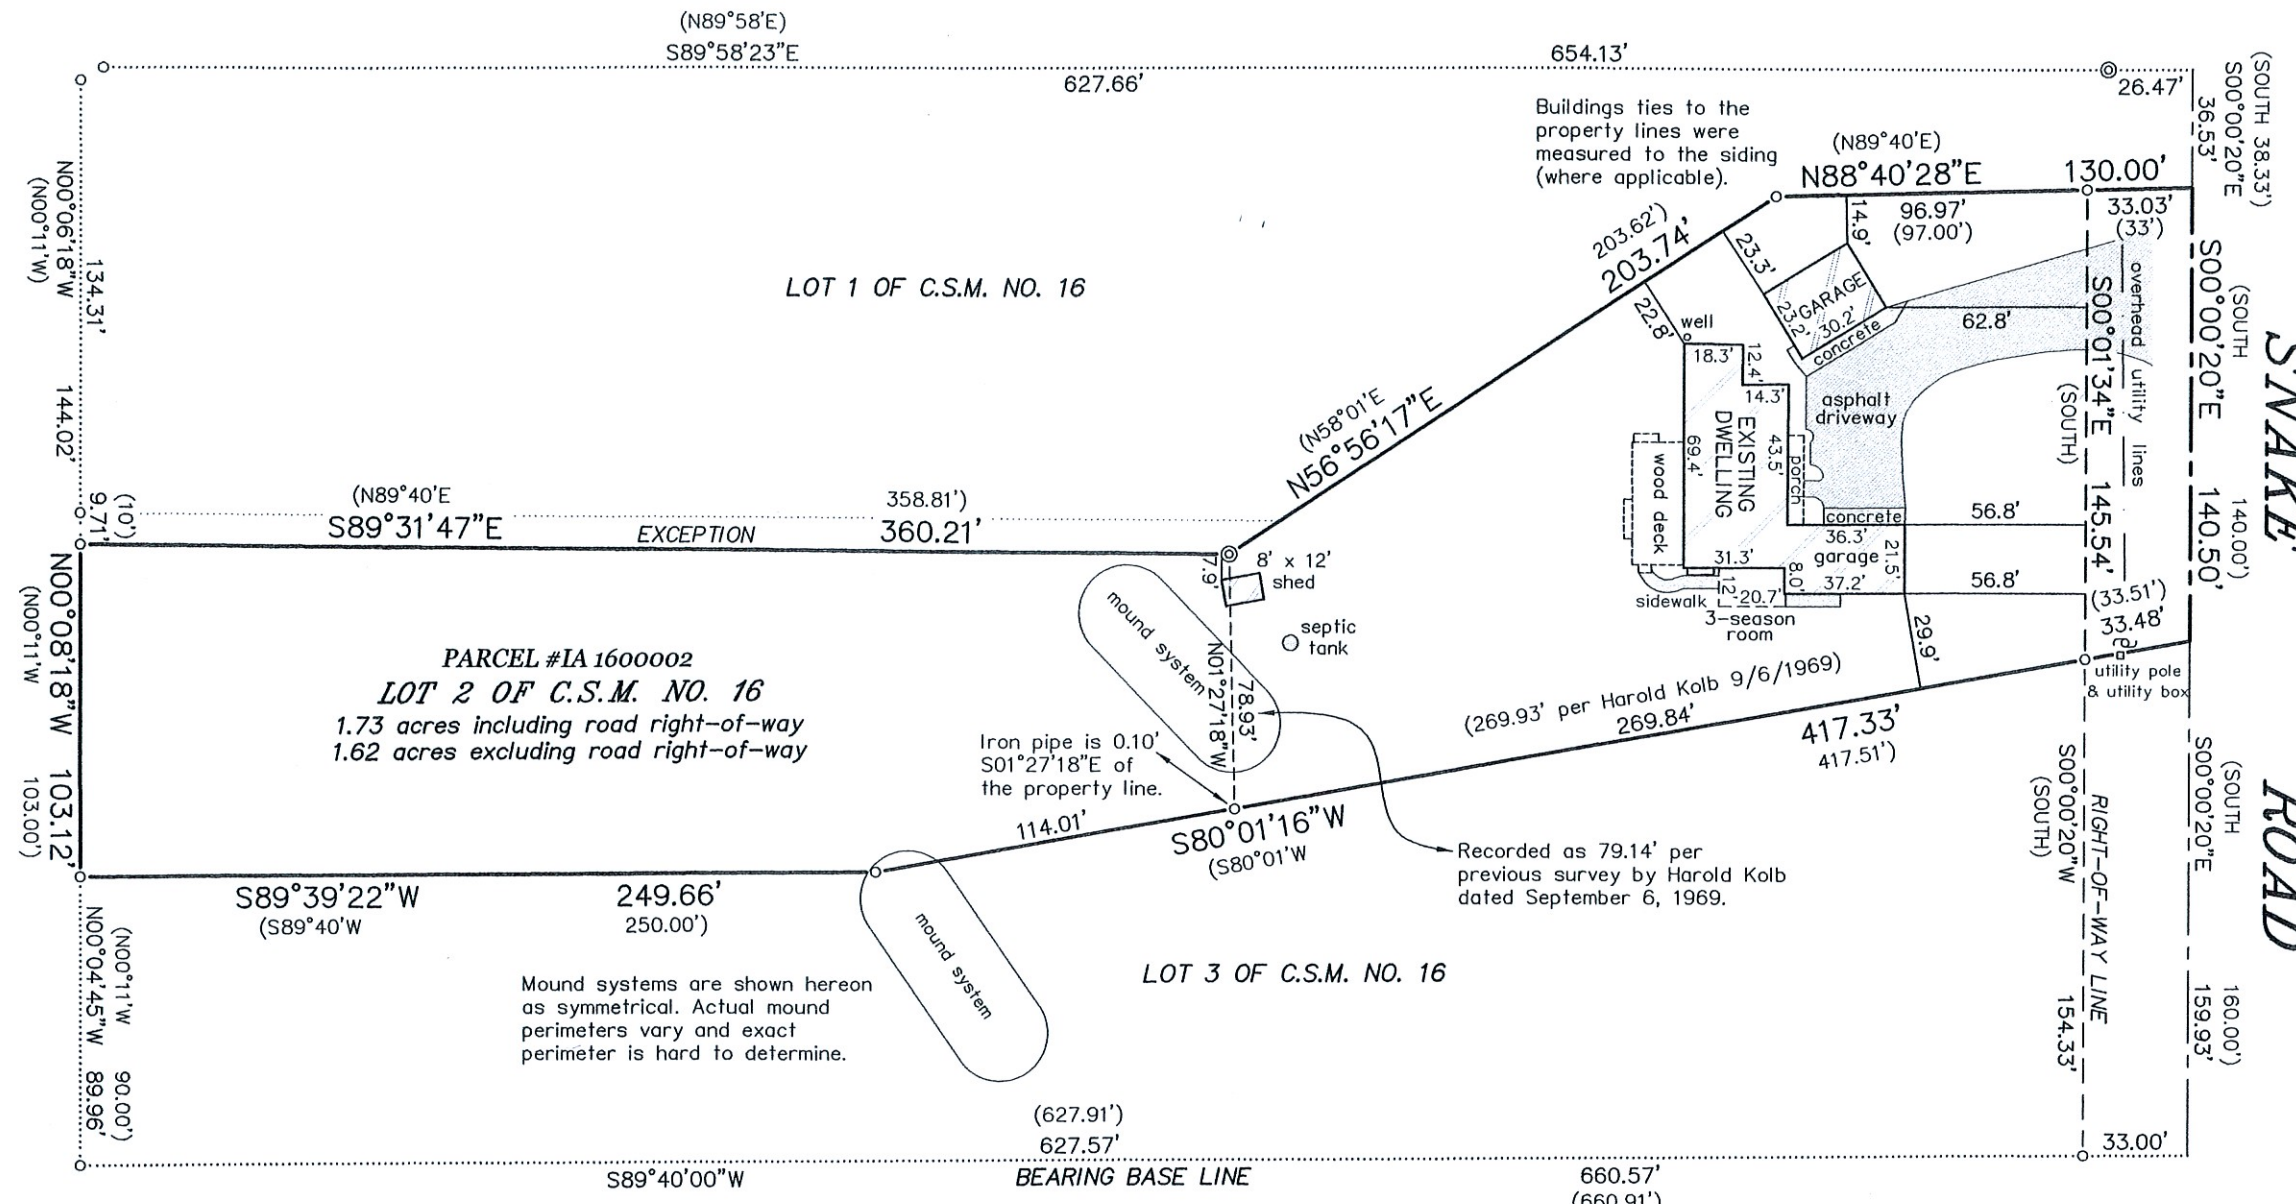 (N89°58'E)
S89°58'23"E
654.13'
627.66'
26.47'
(SOUTH 38.33')
S00°00'20"E
36.53'
Buildings ties to the
property lines were
measured to the siding
(where applicable).
(N89°40'E)
N88°40'28"E
130.00'
96.97'
(97.00')
33.03'
(33')
14.9'
23.3'
203.62')
203.74'
22.8'
N00°06'18"W
(N00°11'W)
134.31'
144.02'
LOT 1 OF C.S.M. NO. 16
well
GARAGE
23.2'
30.2'
concrete
62.8'
overhead utility lines
S00°01'34"E 145.54'
(SOUTH)
S00°00'20"E 140.50'
(SOUTH 140.00')
SNAKE
ROAD
18.3'
12.4'
14.3'
asphalt
driveway
EXISTING
DWELLING
69.4'
43.5'
porch
wood deck
concrete
56.8'
36.3'
garage
21.5'
31.3'
8.0'
37.2'
56.8'
12'
20.7'
sidewalk
3-season
room
(33.51')
33.48'
utility pole
& utility box
29.9'
(N58°01'E
N56°56'17"E
(N89°40'E 358.81')
S89°31'47"E EXCEPTION 360.21'
9.71'
(10')
7.9'
8' x 12'
shed
septic
tank
mound system
N01°27'18"W
78.93'
N00°08'18"W 103.12'
(N00°11'W 103.00')
PARCEL #IA 1600002
LOT 2 OF C.S.M. NO. 16
1.73 acres including road right-of-way
1.62 acres excluding road right-of-way
Iron pipe is 0.10'
S01°27'18"E of
the property line.
(269.93' per Harold Kolb 9/6/1969)
269.84'
417.33'
417.51')
114.01'
S80°01'16"W
(S80°01'W
Recorded as 79.14' per
previous survey by Harold Kolb
dated September 6, 1969.
S89°39'22"W 249.66'
(S89°40'W 250.00')
(N00°11'W 90.00')
N00°04'45"W 89.96'
mound system
Mound systems are shown hereon
as symmetrical. Actual mound
perimeters vary and exact
perimeter is hard to determine.
LOT 3 OF C.S.M. NO. 16
S00°00'20"W 154.33'
(SOUTH)
RIGHT-OF-WAY LINE
S00°00'20"E 159.93'
(SOUTH 160.00')
(627.91')
627.57'
33.00'
S89°40'00"W
BEARING BASE LINE
660.57'
(660.91')